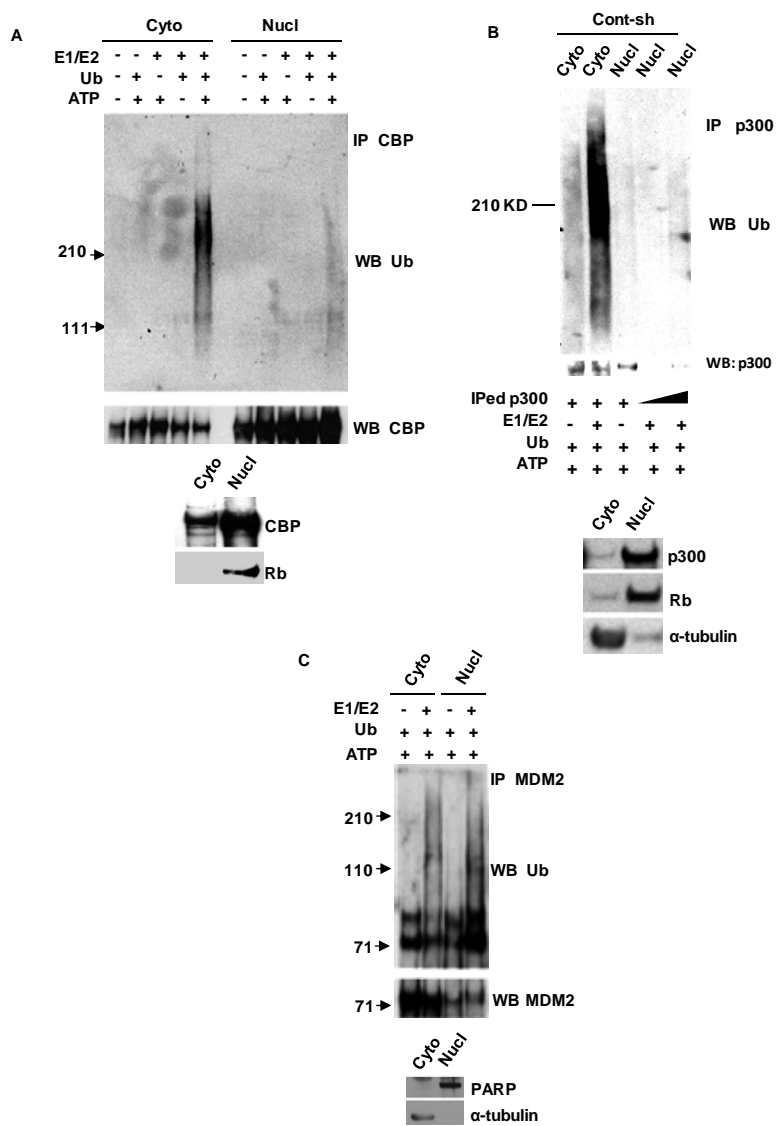 A
Cyto Nucl
E1/E2 - - + + + - - + + +
Ub - + - + + - + - + +
ATP - + + - + - + + - +
IP CBP
210
WB Ub
111
WB CBP
Cyto Nucl
CBP
Rb
B
Cont-sh
Cyto Cyto Nucl Nucl Nucl
IP p300
210 KD
WB Ub
WB: p300
IPed p300 + + +
E1/E2 - + - + +
Ub + + + + +
ATP + + + + +
Cyto Nucl
p300
Rb
α-tubulin
C
Cyto Nucl
E1/E2 - + - +
Ub + + + +
ATP + + + +
IP MDM2
210
110
WB Ub
71
71
WB MDM2
Cyto Nucl
PARP
α-tubulin